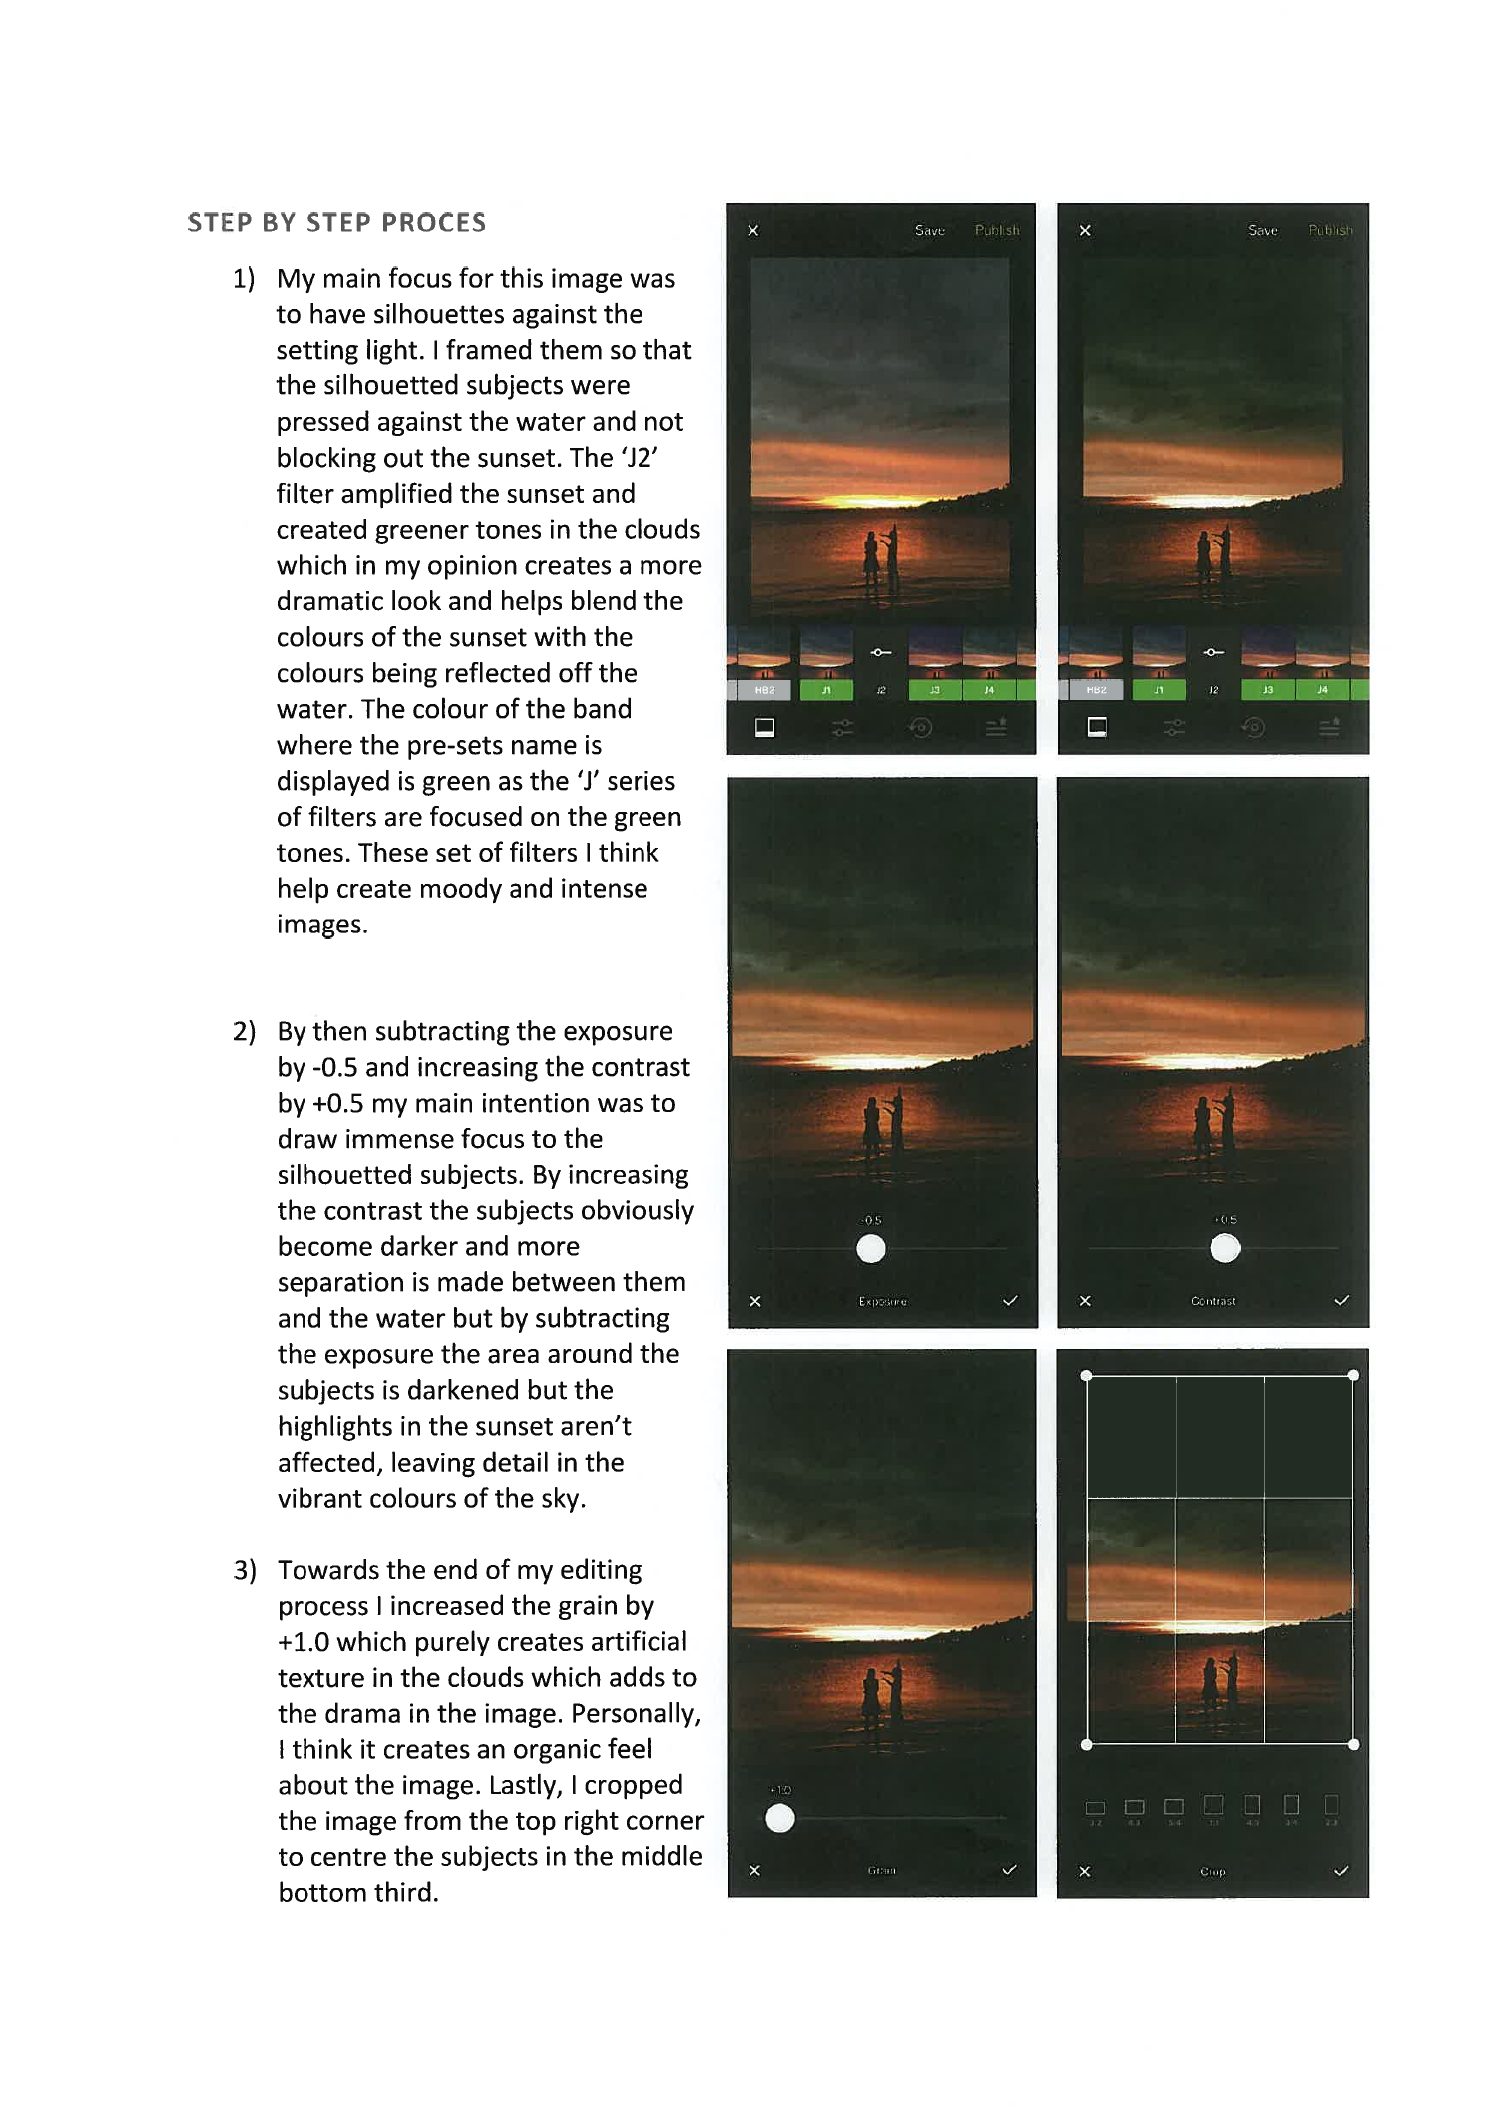 STEP BY STEP PROCES
1) My main focus for this image was
to have silhouettes against the
setting light. I framed them so that
the silhouetted subjects were
pressed against the water and not
blocking out the sunset. The ‘J2’
filter amplified the sunset and
created greener tones in the clouds
which in my opinion creates a more
dramatic look and helps blend the
colours of the sunset with the
colours being reflected off the
water. The colour of the band
where the pre-sets name is
displayed is green as the ‘J’ series
of filters are focused on the green
tones. These set of filters I think
help create moody and intense
images.
2) By then subtracting the exposure
by -0.5 and increasing the contrast
by +0.5 my main intention was to
draw immense focus to the
silhouetted subjects. By increasing
the contrast the subjects obviously
become darker and more
separation is made between them
and the water but by subtracting
the exposure the area around the
subjects is darkened but the
highlights in the sunset aren’t
affected, leaving detail in the
vibrant colours of the sky.
3) Towards the end of my editing
process I increased the grain by
+1.0 which purely creates artificial
texture in the clouds which adds to
the drama in the image. Personally,
I think it creates an organic feel
about the image. Lastly, I cropped
the image from the top right corner
to centre the subjects in the middle
bottom third.
Save Publish
HB2 J1 J2 J3 J4
Save Publish
HB2 J1 J2 J3 J4
-0.5
Exposure
+0.5
Contrast
+1.0
Grain
3:2 4:3 5:4 1:1 4:5 3:4 2:3
Crop